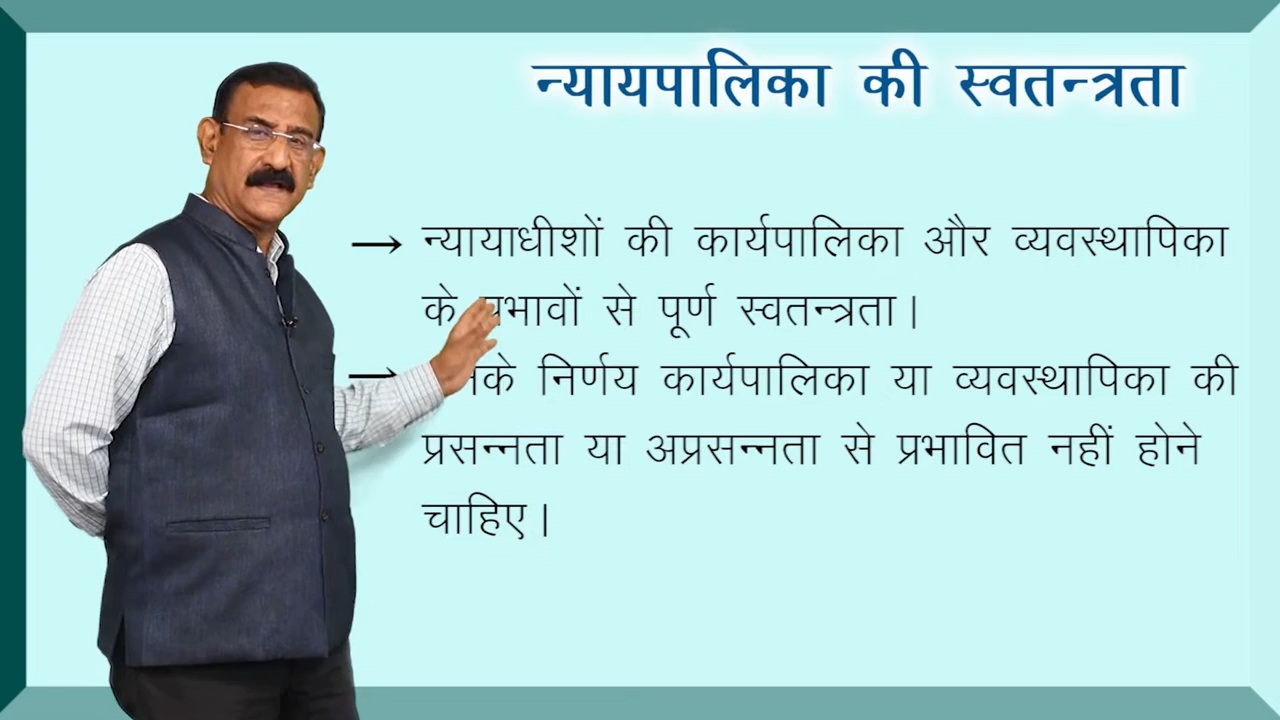 न्यायपालिका की स्वतन्त्रता
→ न्यायाधीशों की कार्यपालिका और व्यवस्थापिका
के से पूर्ण स्वतन्त्रता।
→ निर्णय कार्यपालिका या व्यवस्थापिका की
प्रसन्नता या अप्रसन्नता से प्रभावित नहीं होने
चाहिए।